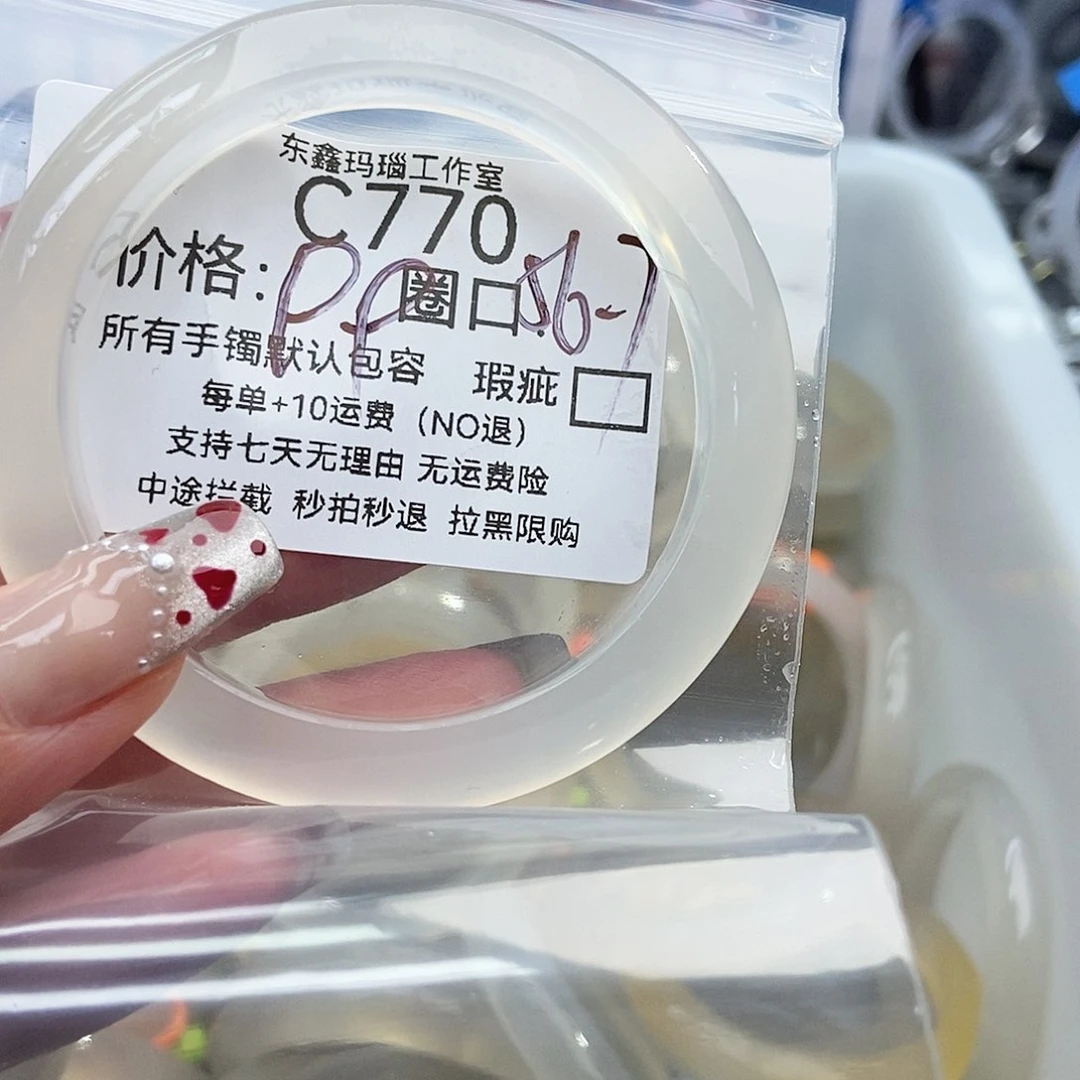 东鑫玛瑙工作室
C770
价格: 圈口: 56-7
所有手镯默认包容 瑕疵
每单+10运费（NO退）
支持七天无理由 无运费险
中途拦截 秒拍秒退 拉黑限购